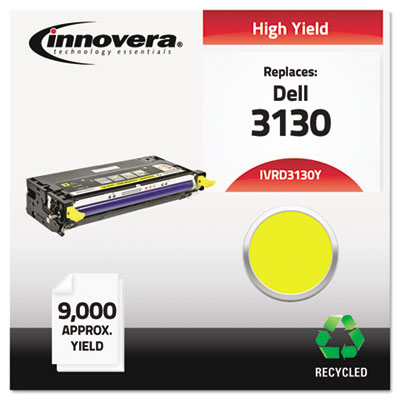 innovera
technology essentials
High Yield
Replaces:
Dell
3130
IVRD3130Y
9,000
APPROX.
YIELD
RECYCLED